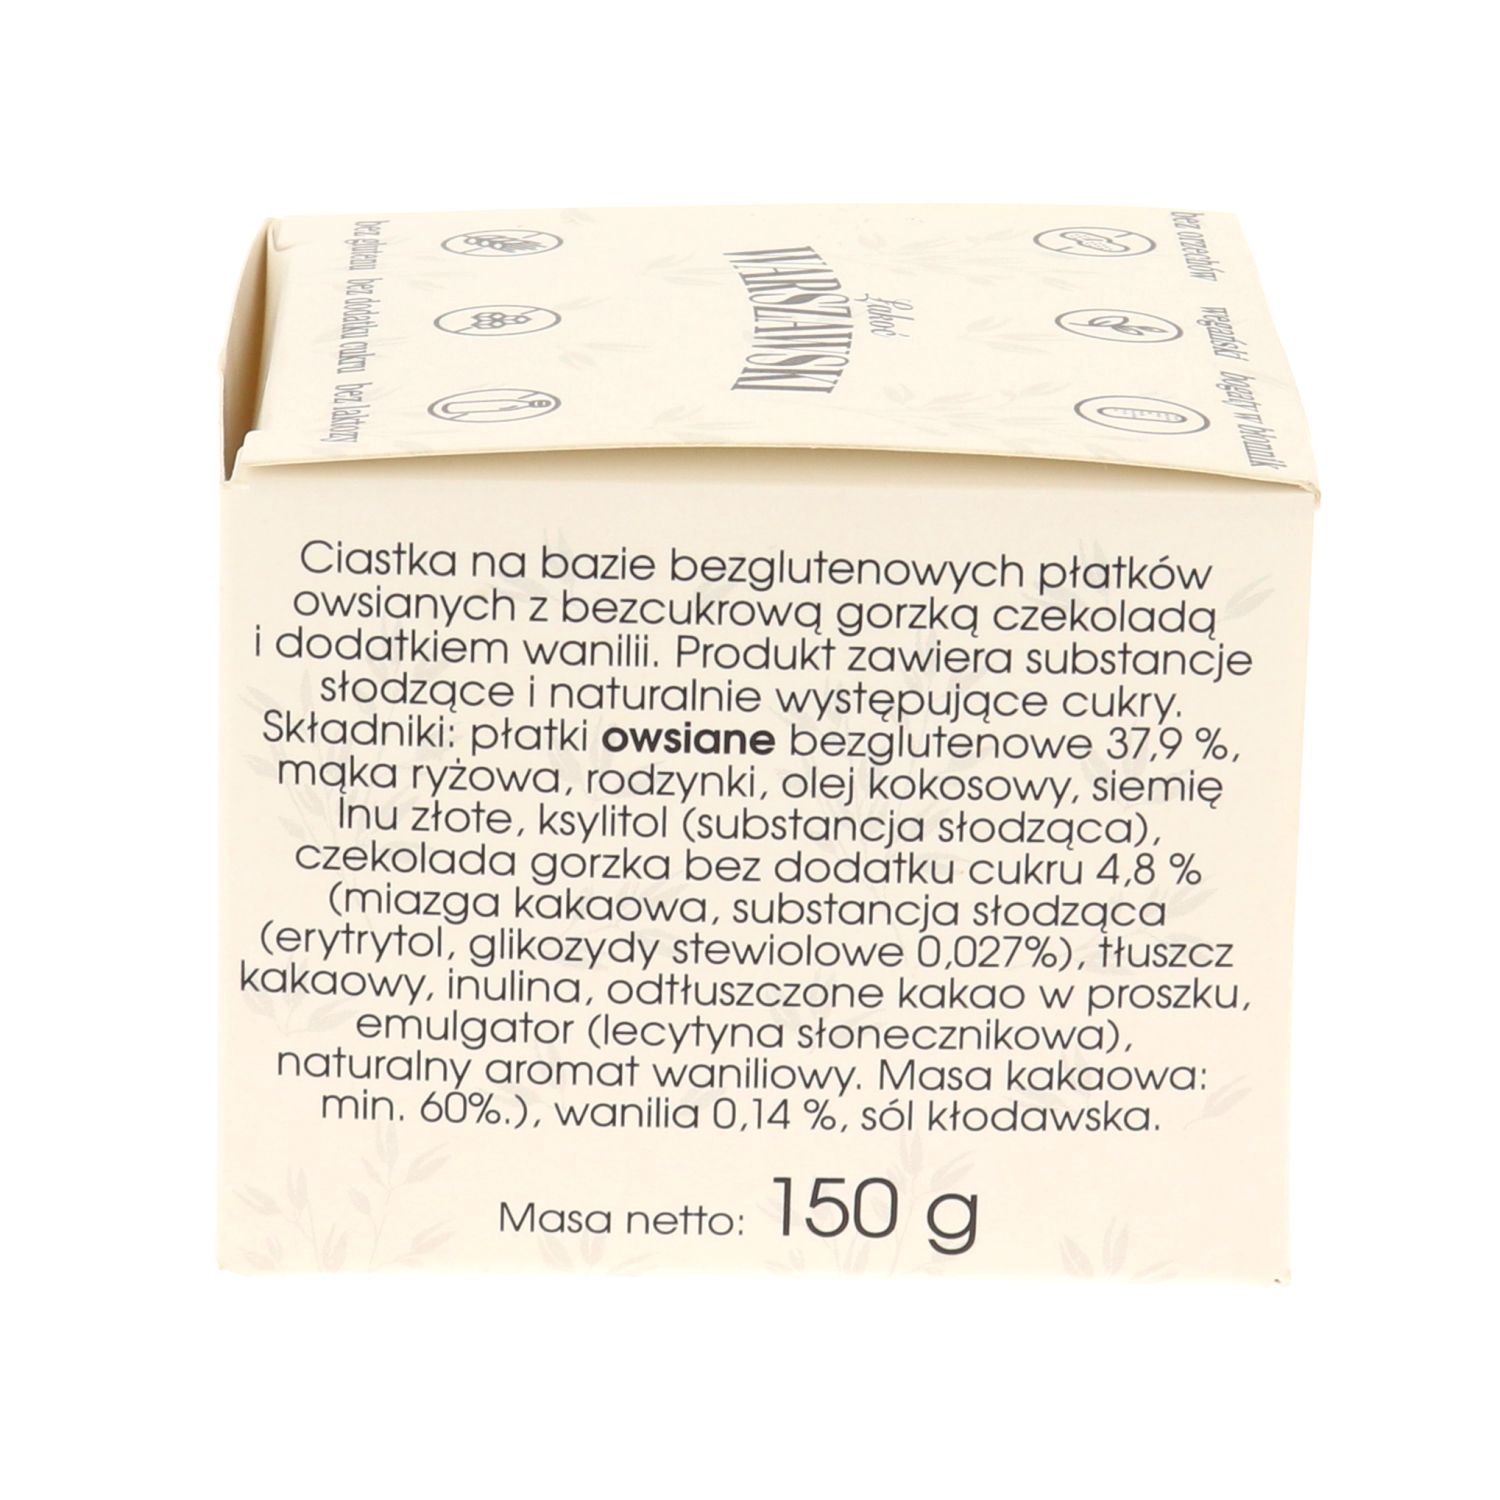 bez glutenu bez dodatku cukru bez laktozy
Łakoć
WARSZAWSKI
bez orzechów wegański bogaty w błonnik
Ciastka na bazie bezglutenowych płatków
owsianych z bezcukrową gorzką czekoladą
i dodatkiem wanilii. Produkt zawiera substancje
słodzące i naturalnie występujące cukry.
Składniki: płatki owsiane bezglutenowe 37,9 %,
mąka ryżowa, rodzynki, olej kokosowy, siemię
lnu złote, ksylitol (substancja słodząca),
czekolada gorzka bez dodatku cukru 4,8 %
(miazga kakaowa, substancja słodząca
(erytrytol, glikozydy stewiolowe 0,027%), tłuszcz
kakaowy, inulina, odtłuszczone kakao w proszku,
emulgator (lecytyna słonecznikowa),
naturalny aromat waniliowy. Masa kakaowa:
min. 60%.), wanilia 0,14 %, sól kłodawska.
Masa netto: 150 g